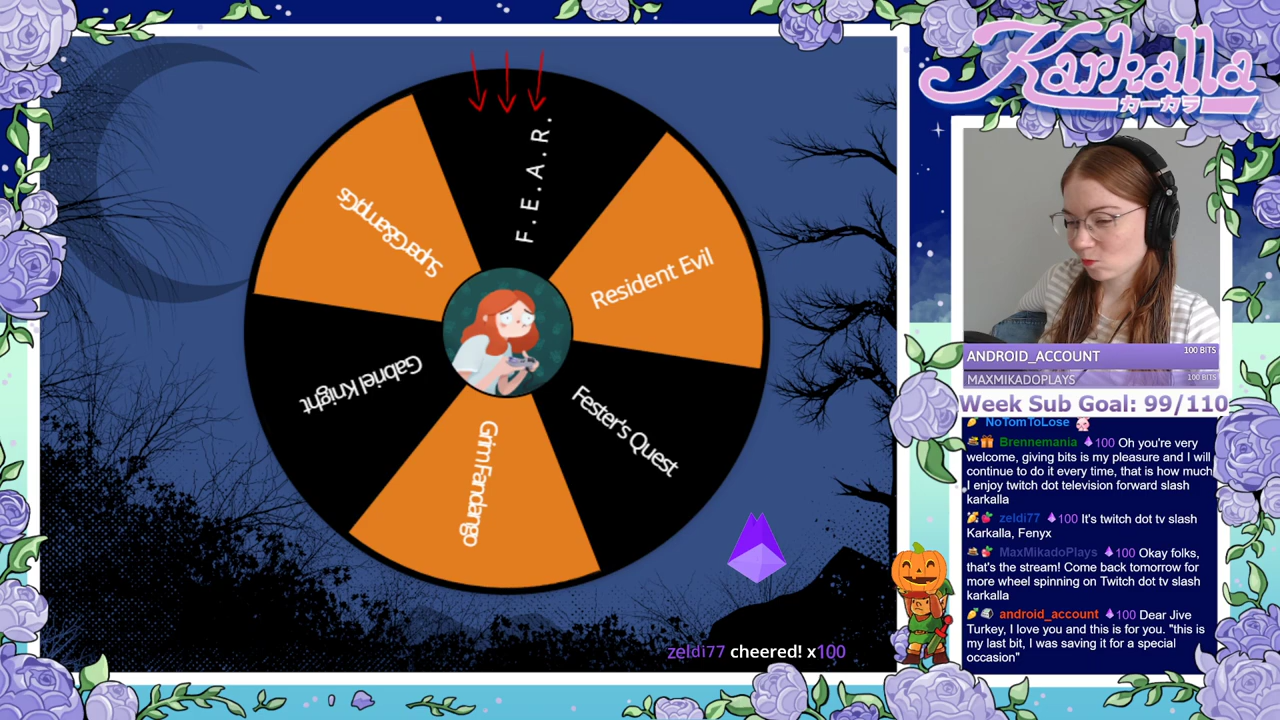 Karkalla
カーカラ
F.E.A.R.
Resident Evil
Fester's Quest
Grim Fandango
Gabriel Knight
ANDROID_ACCOUNT 100 BITS
MAXMIKADOPLAYS 100 BITS
Week Sub Goal: 99/110
NoTomToLose
Brennemania 100 Oh you're very
welcome, giving bits is my pleasure and I will
continue to do it every time, that is how much
I enjoy twitch dot television forward slash
karkalla
zeldi77 100 It's twitch dot tv slash
Karkalla, Fenyx
MaxMikadoPlays 100 Okay folks,
that's the stream! Come back tomorrow for
more wheel spinning on Twitch dot tv slash
karkalla
android_account 100 Dear Jive
Turkey, I love you and this is for you. "this is
my last bit, I was saving it for a special
occasion"
zeldi77 cheered! x100